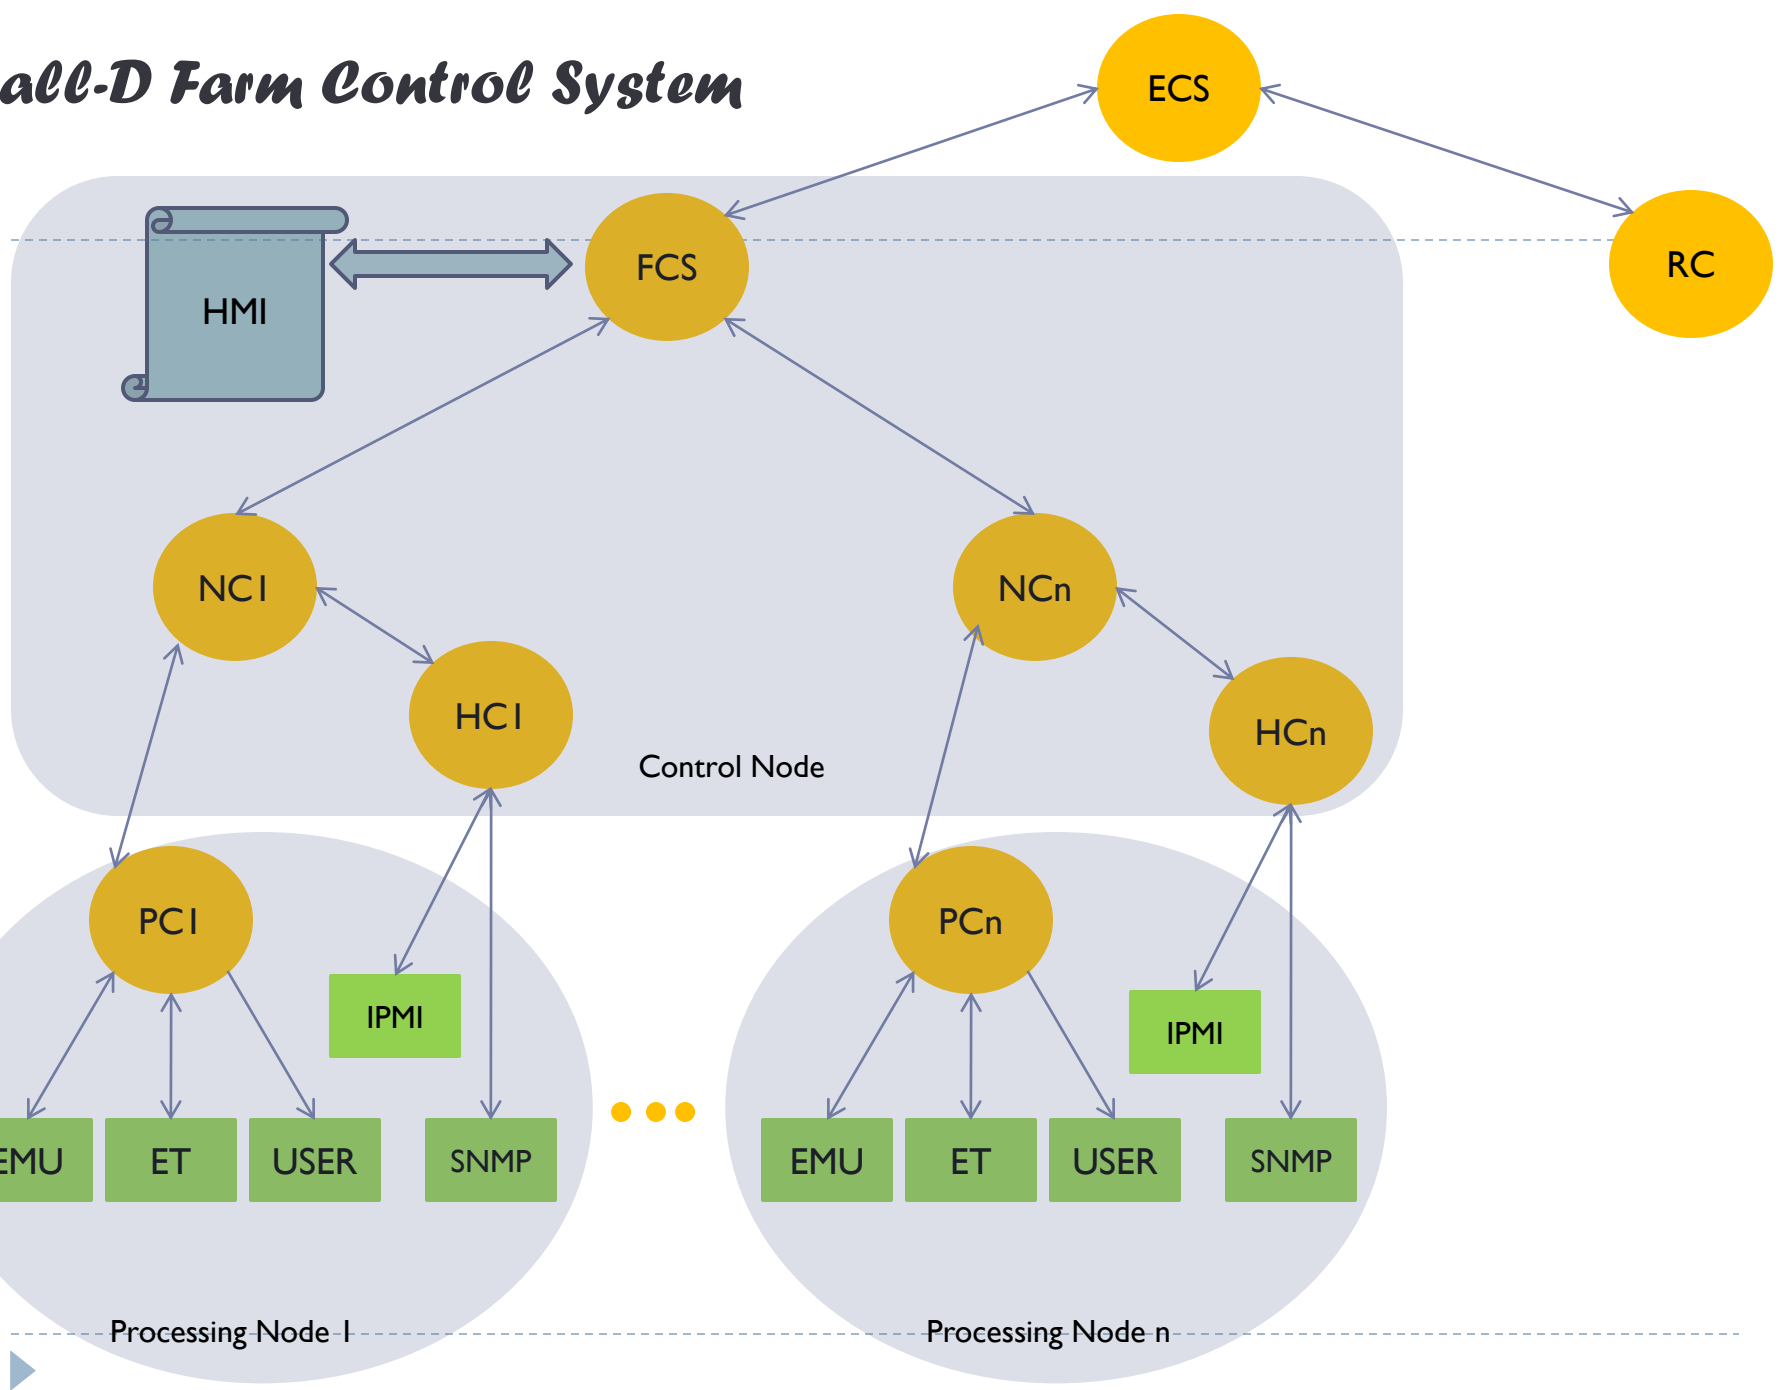 all-D Farm Control System
ECS
FCS
RC
HMI
NC1
NCn
HC1
HCn
Control Node
PC1
PCn
IPMI
IPMI
EMU
ET
USER
SNMP
EMU
ET
USER
SNMP
Processing Node 1
Processing Node n